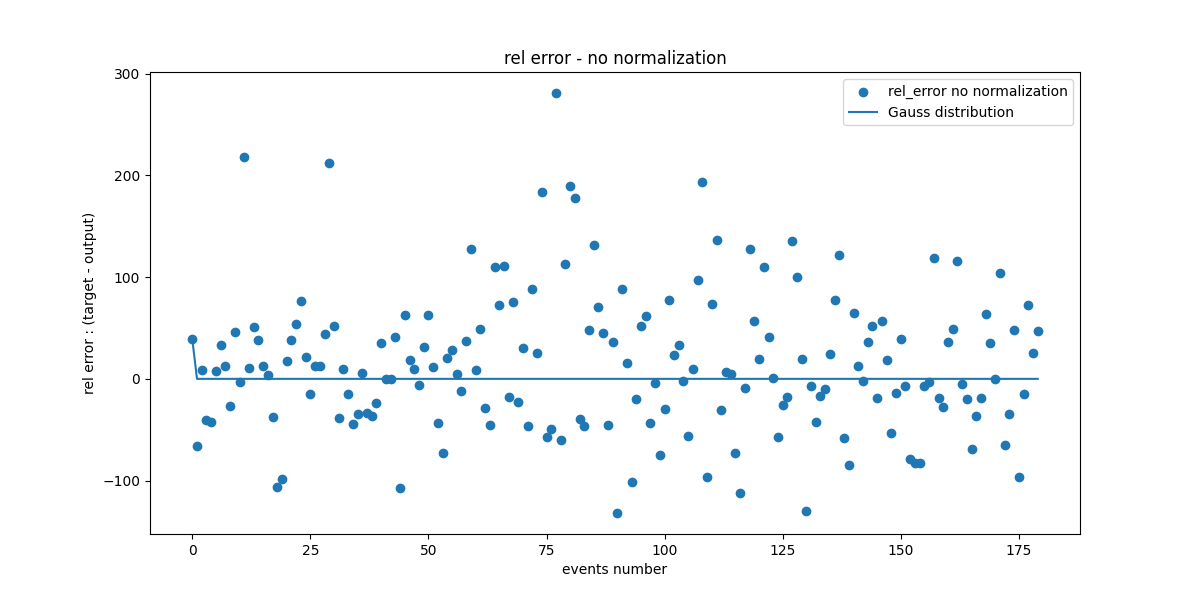 rel error - no normalization
rel_error no normalization
Gauss distribution
rel error : (target - output)
300
200
100
0
−100
0
25
50
75
100
125
150
175
events number